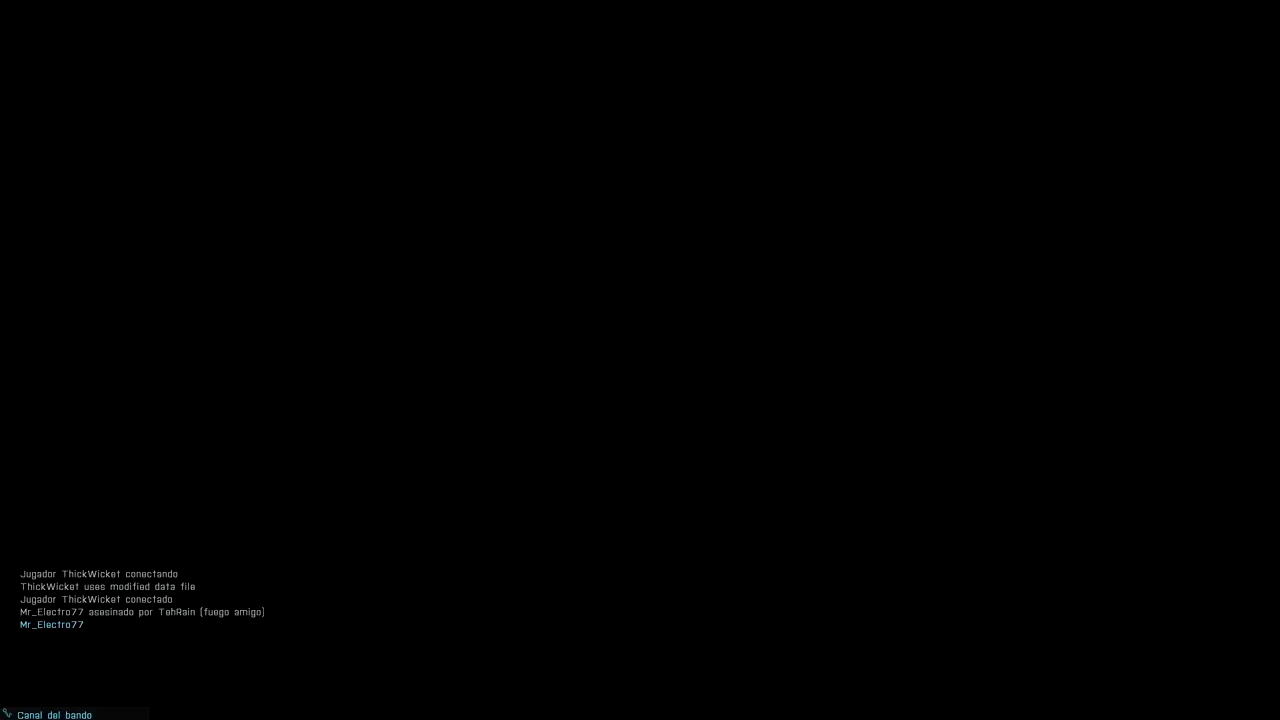 Jugador ThickWicket conectando
ThickWicket uses modified data file
Jugador ThickWicket conectado
Mr_Electro77 asesinado por TehRain (fuego amigo)
Mr_Electro77
Canal del bando